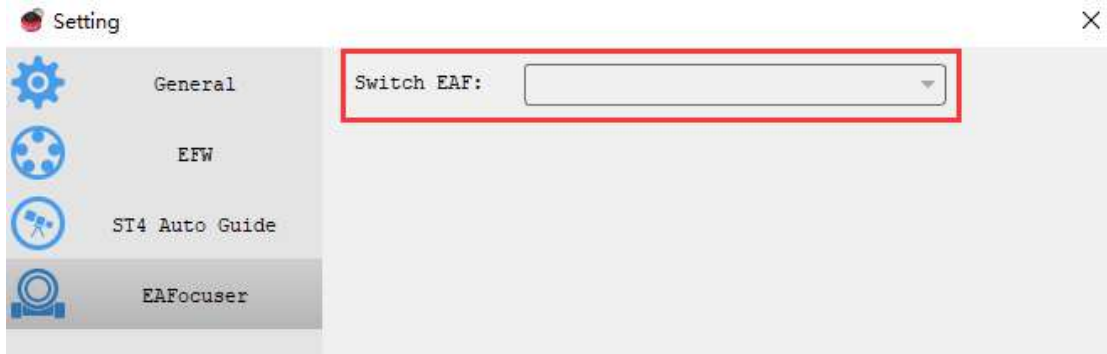 Setting
General
Switch EAF:
EFW
ST4 Auto Guide
EAFocuser